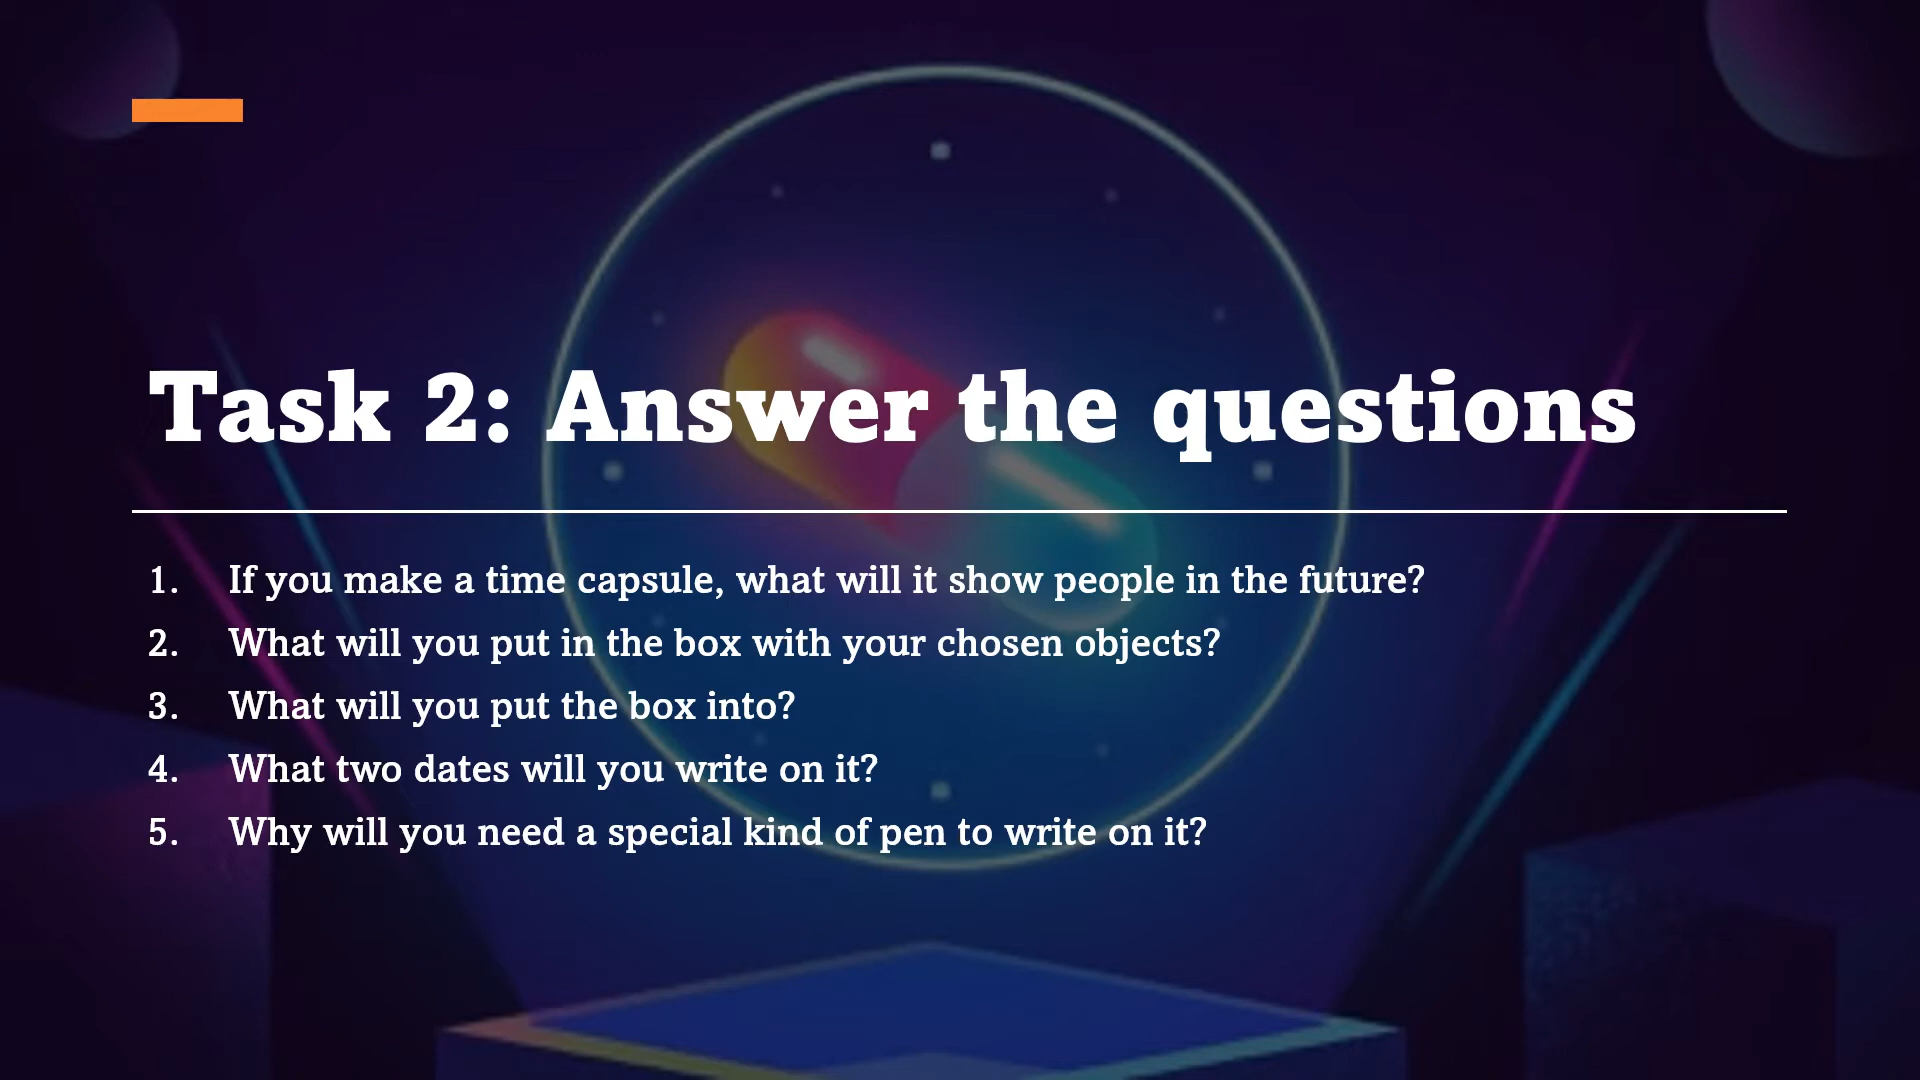 Task 2: Answer the questions
1. If you make a time capsule, what will it show people in the future?
2. What will you put in the box with your chosen objects?
3. What will you put the box into?
4. What two dates will you write on it?
5. Why will you need a special kind of pen to write on it?